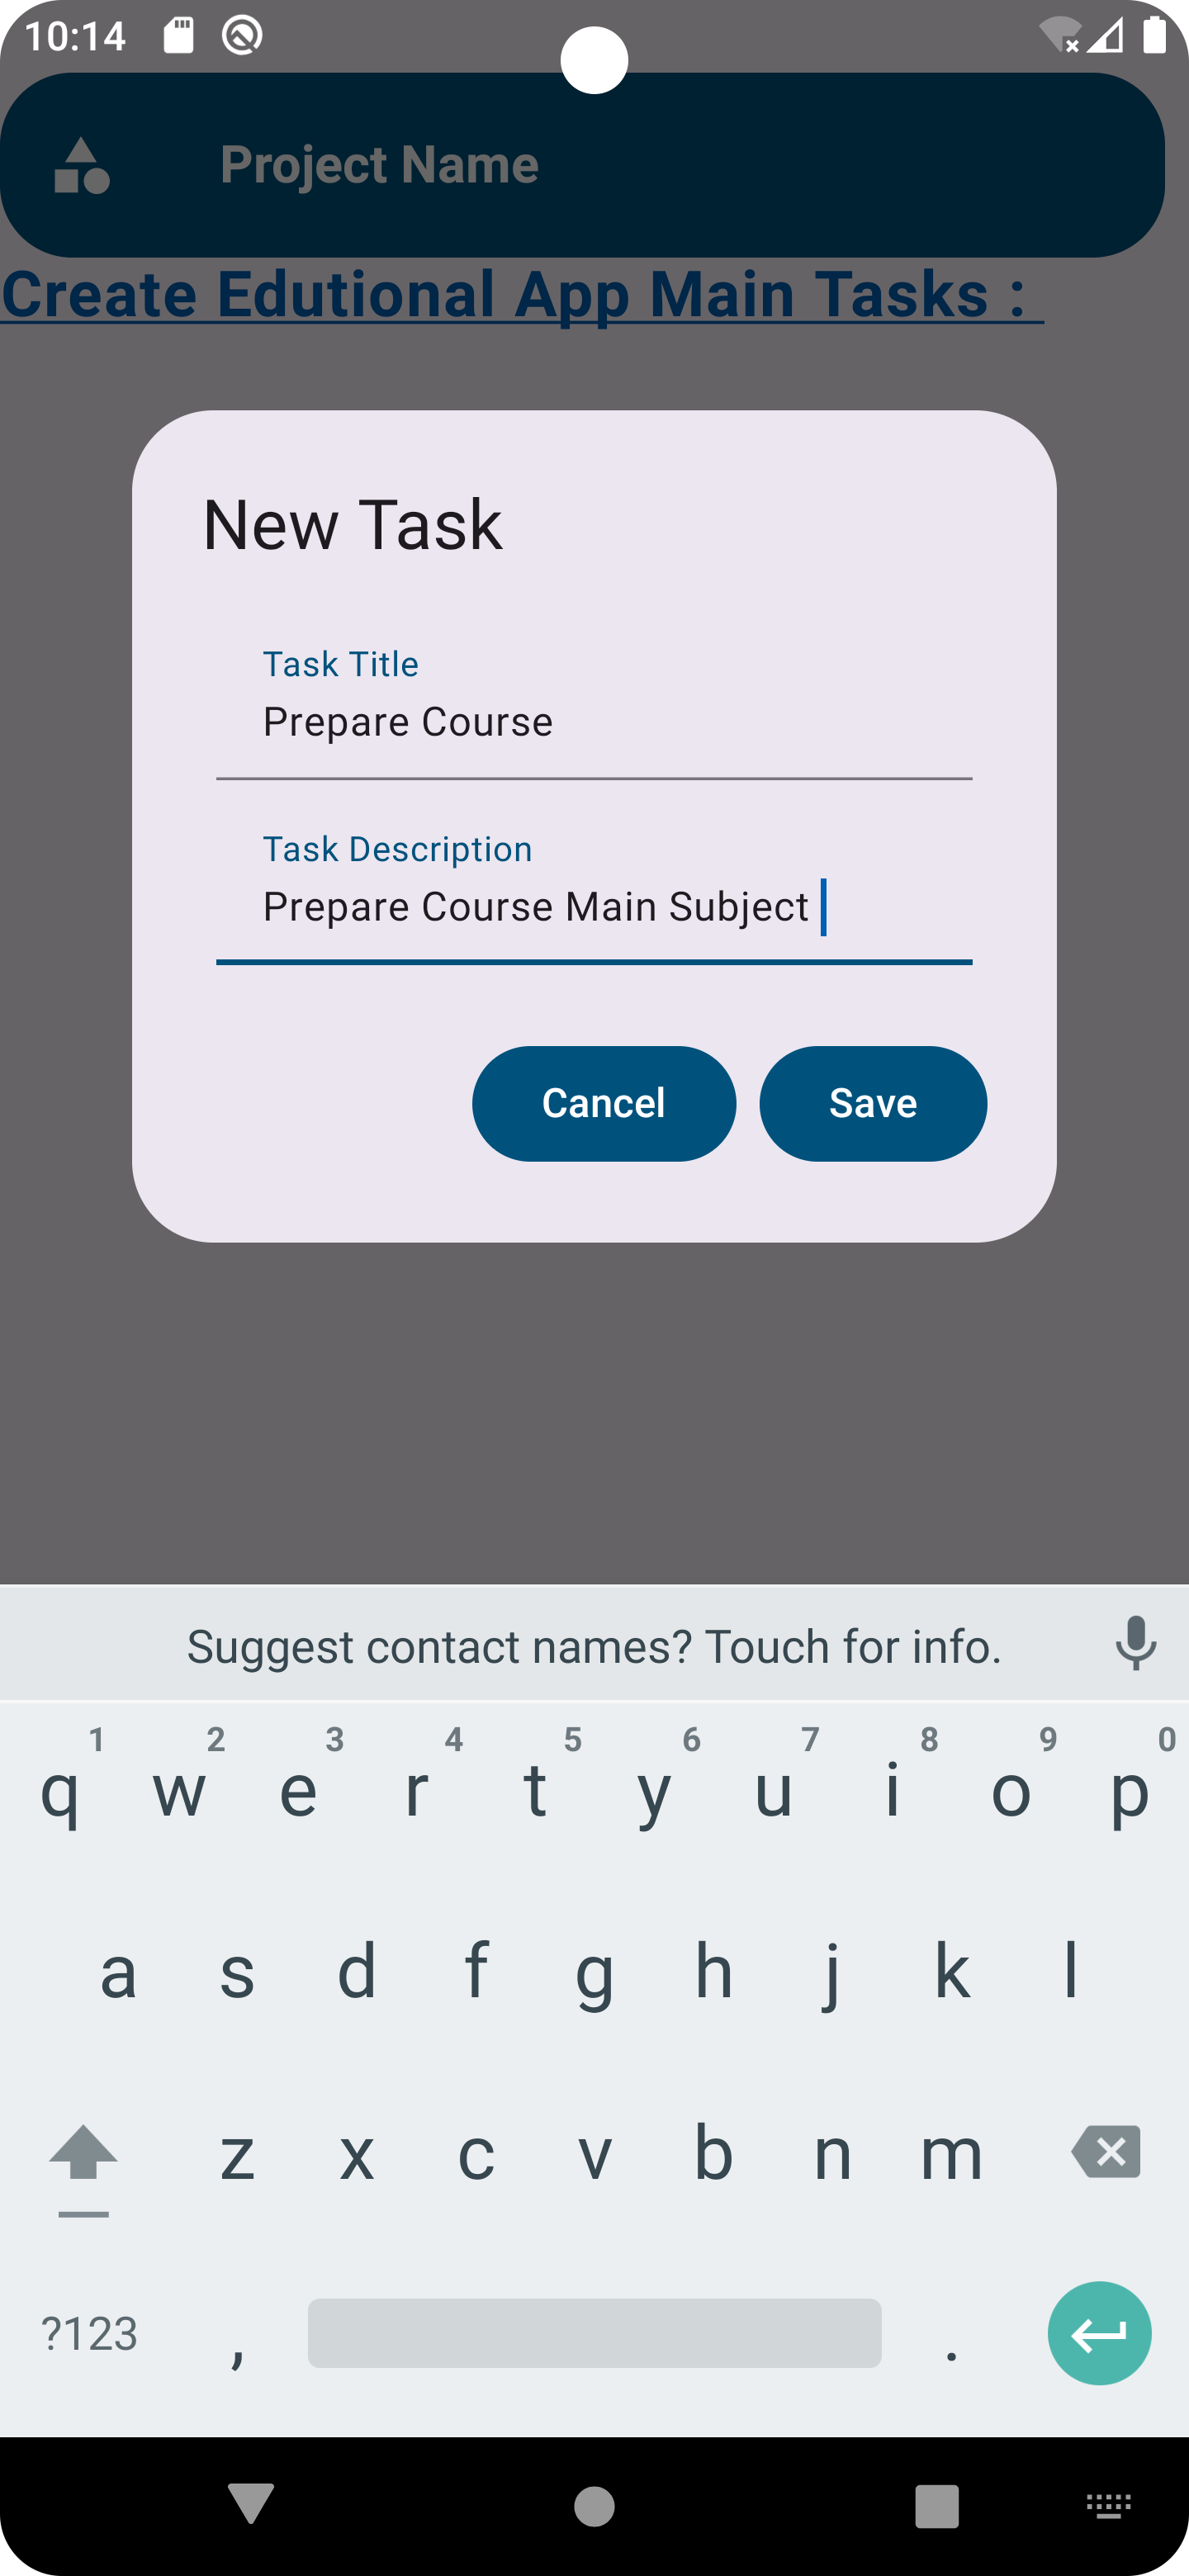 10:14
Project Name
Create Edutional App Main Tasks :
New Task
Task Title
Prepare Course
Task Description
Prepare Course Main Subject
Cancel Save
Suggest contact names? Touch for info.
1 2 3 4 5 6 7 8 9 0
q w e r t y u i o p
a s d f g h j k l
z x c v b n m
?123 , .